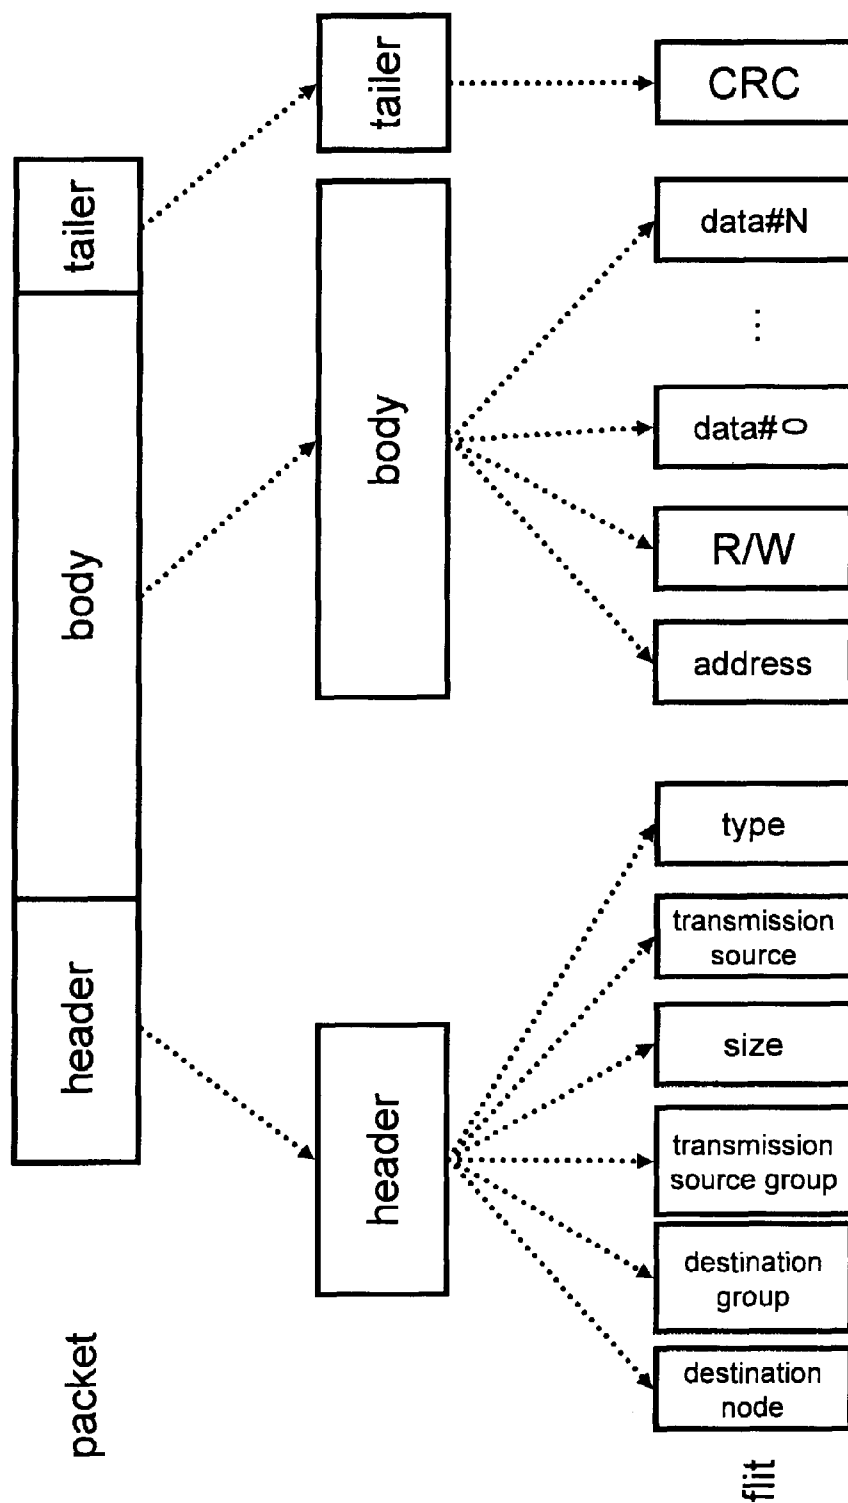 packet
header
body
tailer
header
body
tailer
flit
destination
node
destination
group
transmission
source group
size
transmission
source
type
address
R/W
data#0
...
data#N
CRC